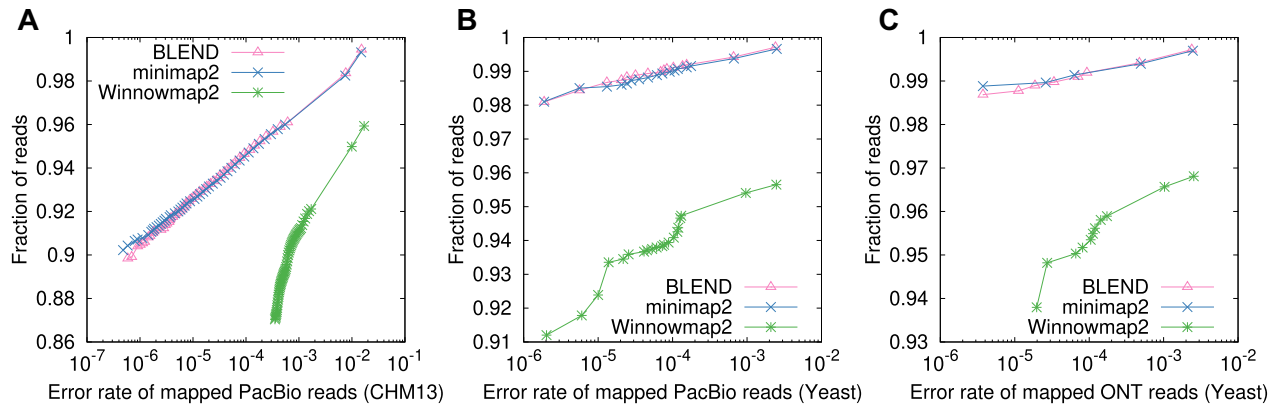 A
BLEND
minimap2
Winnowmap2
Fraction of reads
1
0.98
0.96
0.94
0.92
0.9
0.88
0.86
10^-7 10^-6 10^-5 10^-4 10^-3 10^-2 10^-1
Error rate of mapped PacBio reads (CHM13)
B
Fraction of reads
1
0.99
0.98
0.97
0.96
0.95
0.94
0.93
0.92
0.91
BLEND
minimap2
Winnowmap2
10^-6 10^-5 10^-4 10^-3 10^-2
Error rate of mapped PacBio reads (Yeast)
C
Fraction of reads
1
0.99
0.98
0.97
0.96
0.95
0.94
0.93
BLEND
minimap2
Winnowmap2
10^-6 10^-5 10^-4 10^-3 10^-2
Error rate of mapped ONT reads (Yeast)